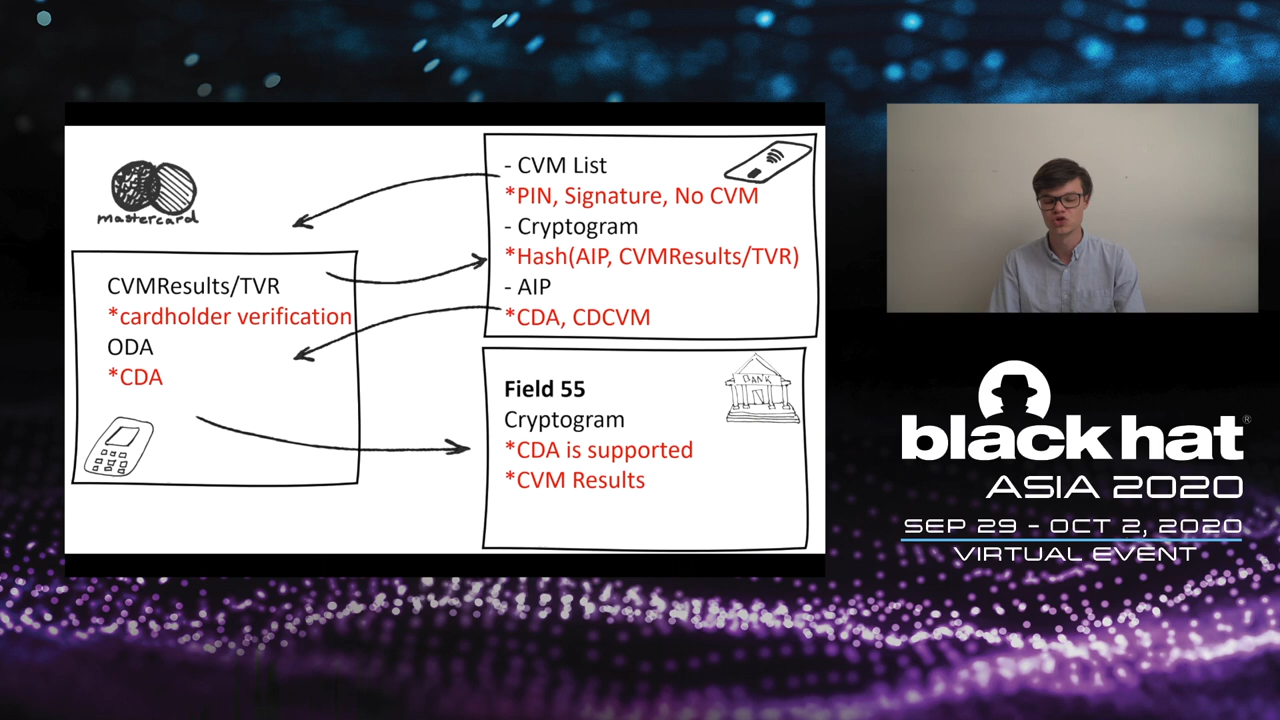 mastercard
CVMResults/TVR
*cardholder verification
ODA
*CDA
- CVM List
*PIN, Signature, No CVM
- Cryptogram
*Hash(AIP, CVMResults/TVR)
- AIP
*CDA, CDCVM
Field 55
Cryptogram
*CDA is supported
*CVM Results
BANK
black hat®
ASIA 2020
SEP 29 - OCT 2, 2020
VIRTUAL EVENT